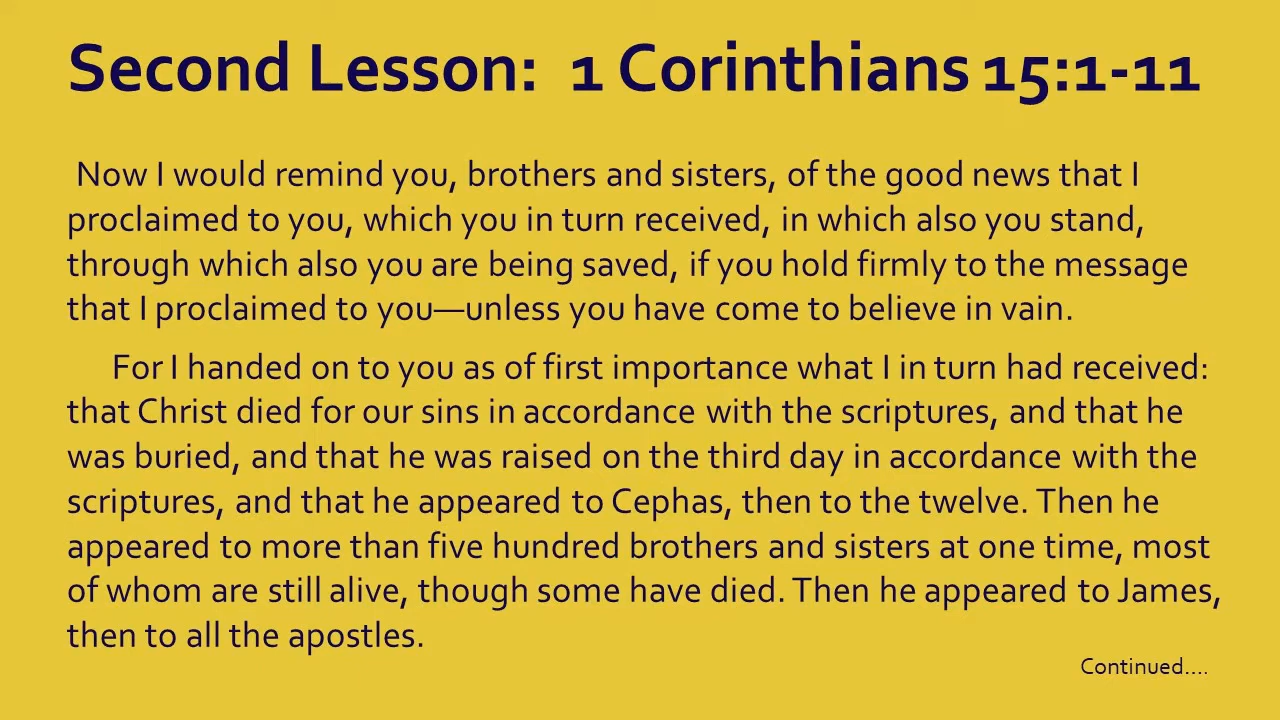 Second Lesson: 1 Corinthians 15:1-11
Now I would remind you, brothers and sisters, of the good news that I
proclaimed to you, which you in turn received, in which also you stand,
through which also you are being saved, if you hold firmly to the message
that I proclaimed to you—unless you have come to believe in vain.
For I handed on to you as of first importance what I in turn had received:
that Christ died for our sins in accordance with the scriptures, and that he
was buried, and that he was raised on the third day in accordance with the
scriptures, and that he appeared to Cephas, then to the twelve. Then he
appeared to more than five hundred brothers and sisters at one time, most
of whom are still alive, though some have died. Then he appeared to James,
then to all the apostles.
Continued....